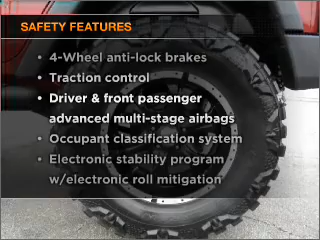 SAFETY FEATURES
• 4-Wheel anti-lock brakes
• Traction control
• Driver & front passenger
advanced multi-stage airbags
• Occupant classification system
• Electronic stability program
w/electronic roll mitigation